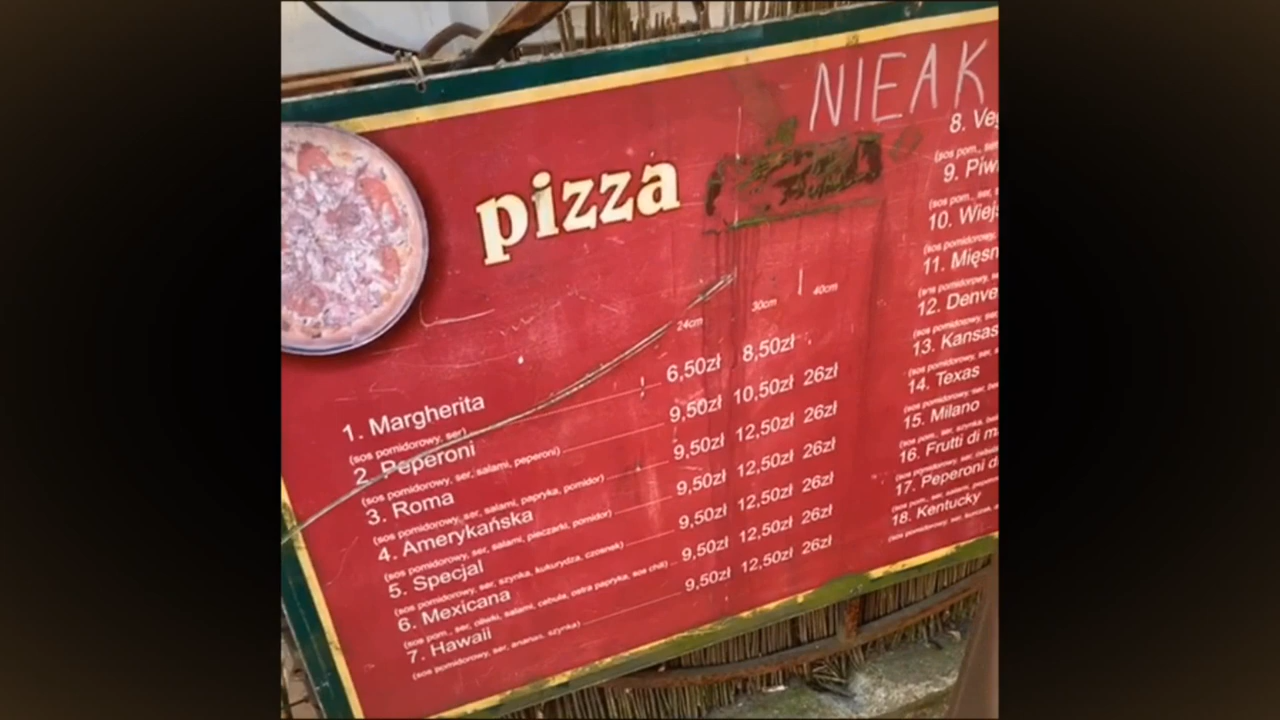 NIEAK
pizza
24cm 30cm 40cm
1. Margherita 6,50zł 8,50zł
(sos pomidorowy, ser)
2. Peperoni 9,50zł 10,50zł 26zł
(sos pomidorowy, ser, salami, peperoni)
3. Roma 9,50zł 12,50zł 26zł
(sos pomidorowy, ser, salami, papryka, pomidor)
4. Amerykańska 9,50zł 12,50zł 26zł
(sos pomidorowy, ser, salami, pieczarki, pomidor)
5. Specjal 9,50zł 12,50zł 26zł
(sos pomidorowy, ser, szynka, kukurydza, czosnek)
6. Mexicana 9,50zł 12,50zł 26zł
(sos pom., ser, oliwki, salami, cebula, ostra papryka, sos chili)
7. Hawaii 9,50zł 12,50zł 26zł
(sos pomidorowy, ser, ananas, szynka)
8. Veg
(sos pom., ser
9. Piw
(sos pom., ser, s
10. Wiejs
(sos pomidorowy,
11. Mięsn
(sos pomidorowy, s
12. Denve
(sos pomidorowy, ser
13. Kansas
(sos pomidorowy, ser, s
14. Texas
(sos pomidorowy, ser,
15. Milano
(sos pom., ser, szynka,
16. Frutti di m
(sos pomidorowy, ser,
17. Peperoni d
(sos pom., ser, salami,
18. Kentucky
(sos pomidorowy, ser, kurczak,